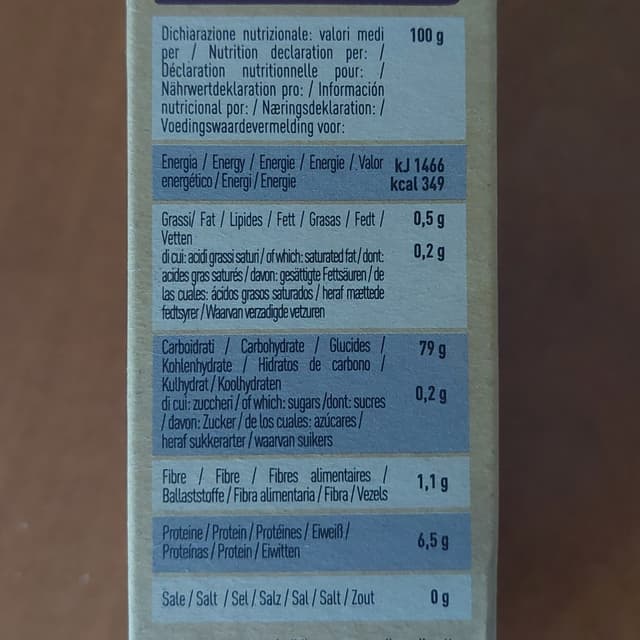 Dichiarazione nutrizionale: valori medi 100 g
per / Nutrition declaration per: /
Déclaration nutritionnelle pour: /
Nährwertdeklaration pro: / Información
nutricional por: / Næringsdeklaration: /
Voedingswaardevermelding voor:
Energia / Energy / Energie / Energie / Valor kJ 1466
energético / Energi / Energie kcal 349
Grassi/ Fat / Lipides / Fett / Grasas / Fedt / 0,5 g
Vetten
di cui: acidi grassi saturi / of which: saturated fat / dont: 0,2 g
acides gras saturés / davon: gesättigte Fettsäuren / de
las cuales: ácidos grasos saturados / heraf mættede
fedtsyrer / Waarvan verzadigde vetzuren
Carboidrati / Carbohydrate / Glucides / 79 g
Kohlenhydrate / Hidratos de carbono /
Kulhydrat / Koolhydraten
di cui: zuccheri / of which: sugars /dont: sucres 0,2 g
/ davon: Zucker / de los cuales: azúcares /
heraf sukkerarter / waarvan suikers
Fibre / Fibre / Fibres alimentaires / 1,1 g
Ballaststoffe / Fibra alimentaria / Fibra / Vezels
Proteine / Protein / Protéines / Eiweiß / 6,5 g
Proteínas / Protein / Eiwitten
Sale / Salt / Sel / Salz / Sal / Salt / Zout 0 g